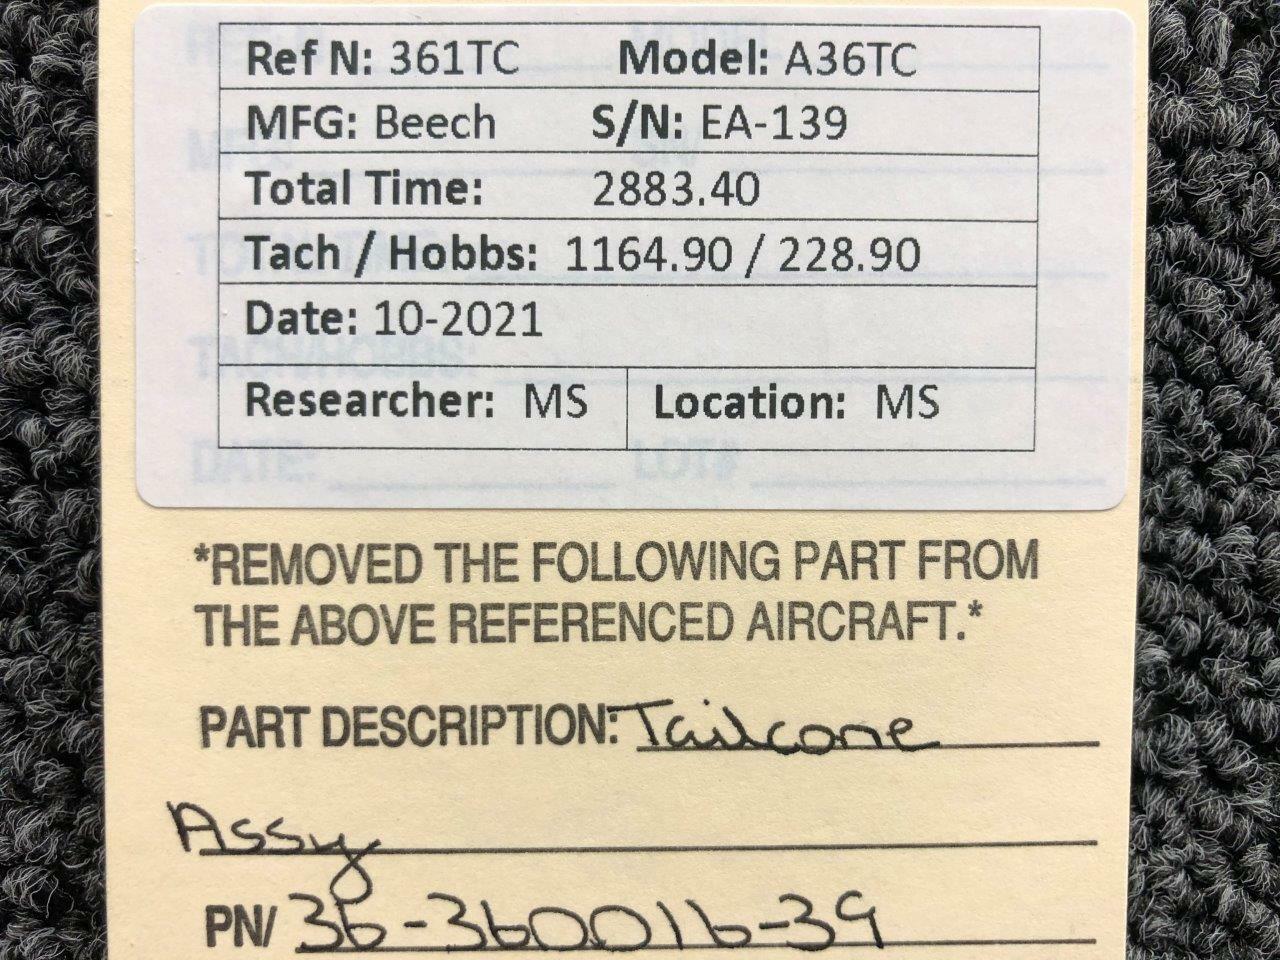 Ref N: 361TC Model: A36TC
MFG: Beech S/N: EA-139
Total Time: 2883.40
Tach / Hobbs: 1164.90 / 228.90
Date: 10-2021
Researcher: MS Location: MS
*REMOVED THE FOLLOWING PART FROM
THE ABOVE REFERENCED AIRCRAFT.*
PART DESCRIPTION: Tailcone
Assy
PN/ 36-360016-39